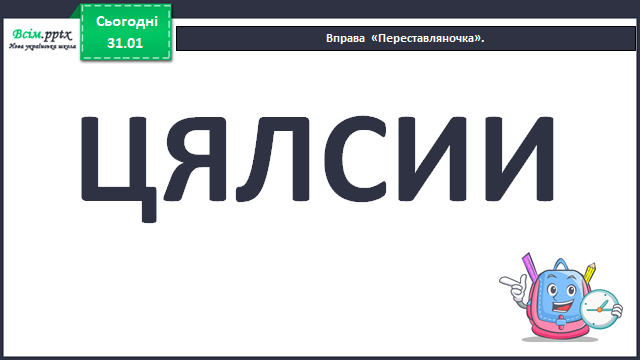 Всім.pptx
Нова українська школа
Сьогодні
31.01
Вправа «Переставляночка».
ЦЯЛСИИ